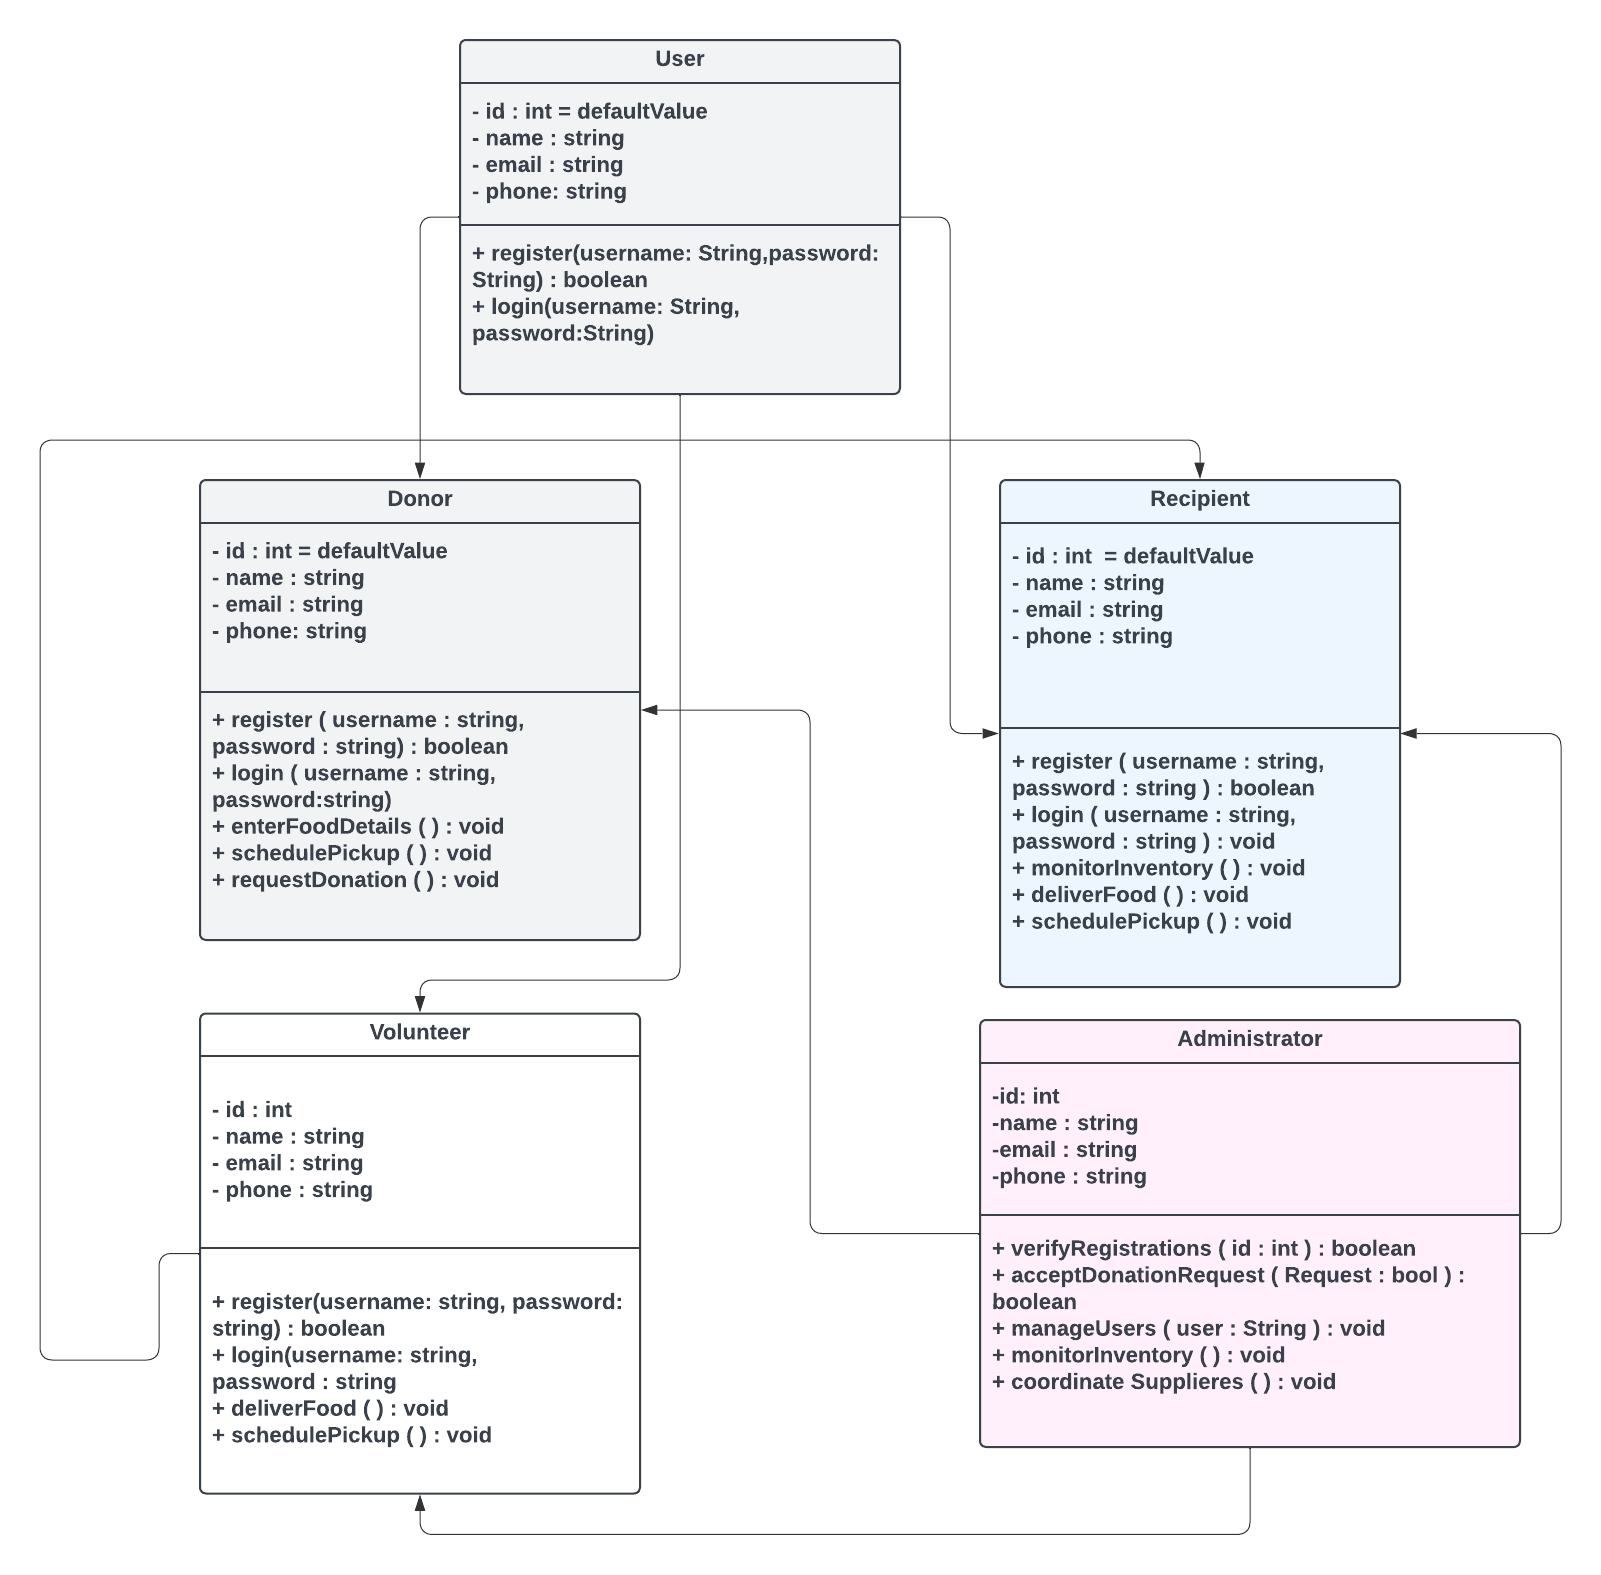 User
- id : int = defaultValue
- name : string
- email : string
- phone: string
+ register(username: String,password:
String) : boolean
+ login(username: String,
password:String)
Donor
- id : int = defaultValue
- name : string
- email : string
- phone: string
+ register ( username : string,
password : string) : boolean
+ login ( username : string,
password:string)
+ enterFoodDetails ( ) : void
+ schedulePickup ( ) : void
+ requestDonation ( ) : void
Recipient
- id : int  = defaultValue
- name : string
- email : string
- phone : string
+ register ( username : string,
password : string ) : boolean
+ login ( username : string,
password : string ) : void
+ monitorInventory ( ) : void
+ deliverFood ( ) : void
+ schedulePickup ( ) : void
Volunteer
- id : int
- name : string
- email : string
- phone : string
+ register(username: string, password:
string) : boolean
+ login(username: string,
password : string
+ deliverFood ( ) : void
+ schedulePickup ( ) : void
Administrator
-id: int
-name : string
-email : string
-phone : string
+ verifyRegistrations ( id : int ) : boolean
+ acceptDonationRequest ( Request : bool ) :
boolean
+ manageUsers ( user : String ) : void
+ monitorInventory ( ) : void
+ coordinate Supplieres ( ) : void